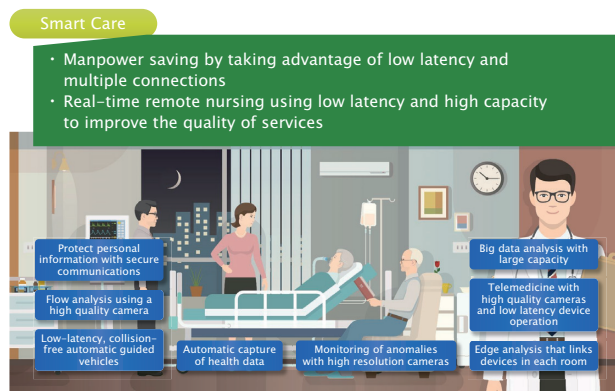 Smart Care
・Manpower saving by taking advantage of low latency and
multiple connections
・Real-time remote nursing using low latency and high capacity
to improve the quality of services
Protect personal
information with secure
communications
Flow analysis using a
high quality camera
Low-latency, collision-
free automatic guided
vehicles
Automatic capture
of health data
Monitoring of anomalies
with high resolution cameras
Big data analysis with
large capacity
Telemedicine with
high quality cameras
and low latency device
operation
Edge analysis that links
devices in each room